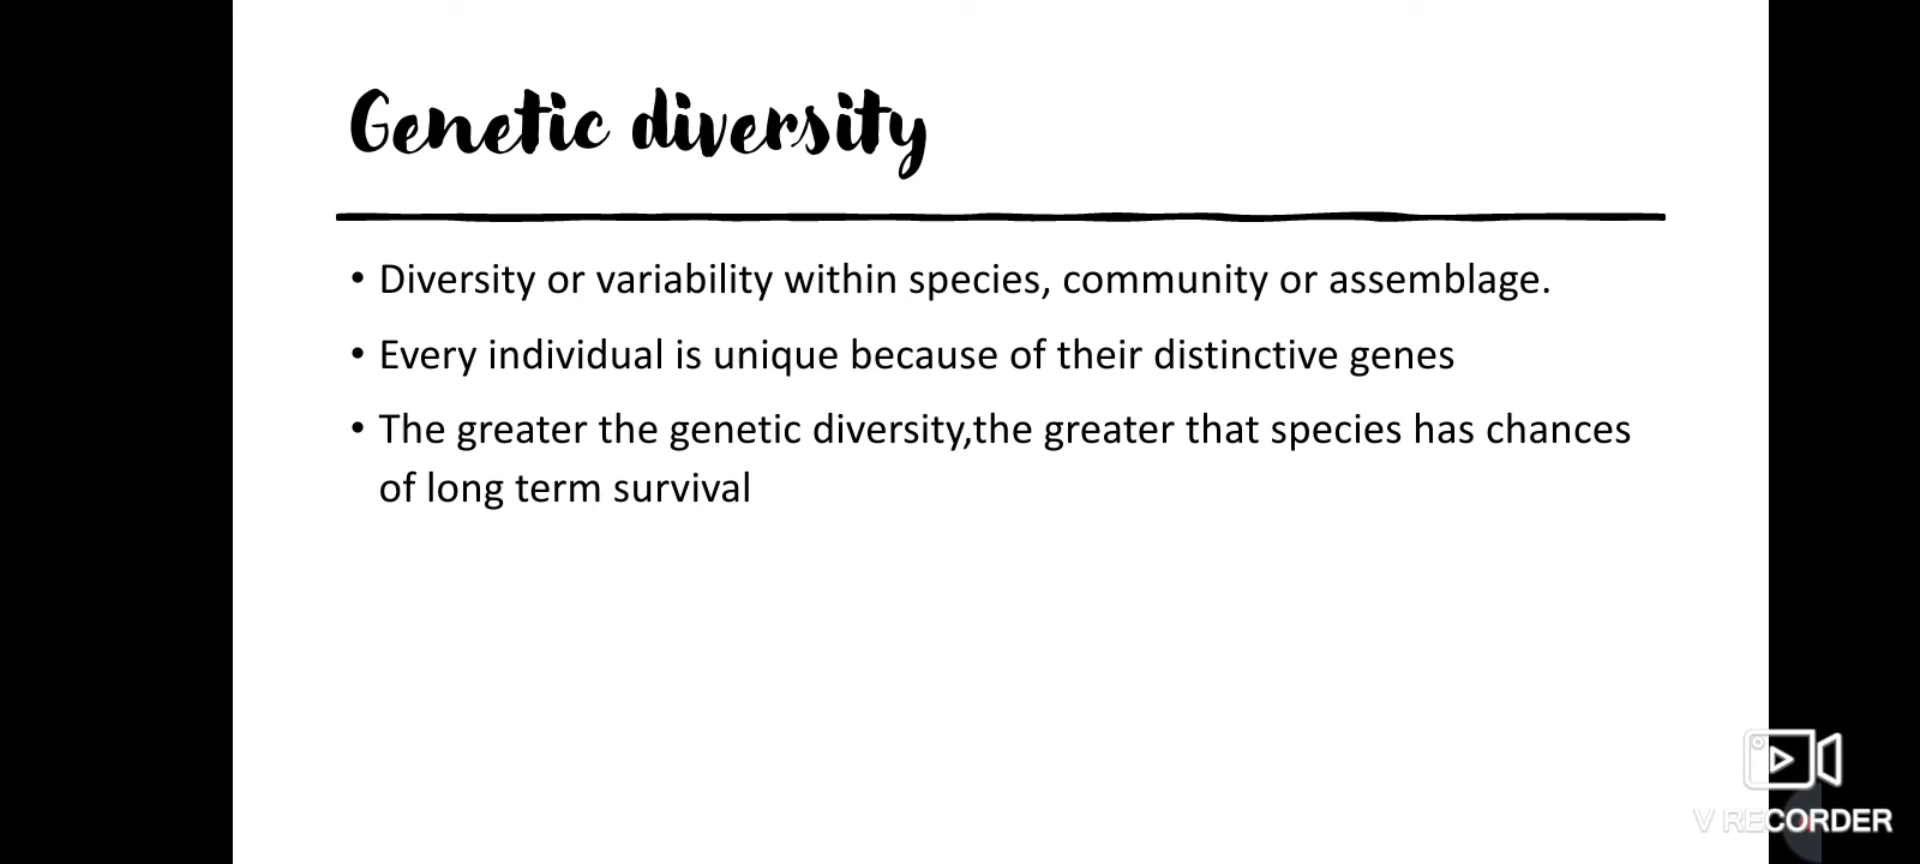 Genetic diversity
• Diversity or variability within species, community or assemblage.
• Every individual is unique because of their distinctive genes
• The greater the genetic diversity,the greater that species has chances
of long term survival
V RECORDER